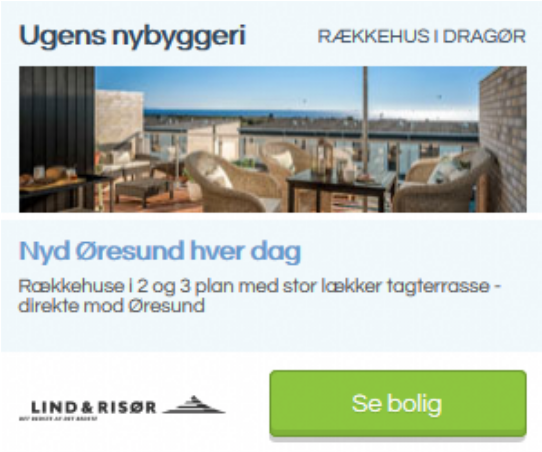 Ugens nybyggeri
RÆKKEHUS I DRAGØR
Nyd Øresund hver dag
Rækkehuse i 2 og 3 plan med stor lækker tagterrasse -
direkte mod Øresund
LIND & RISØR
Se bolig